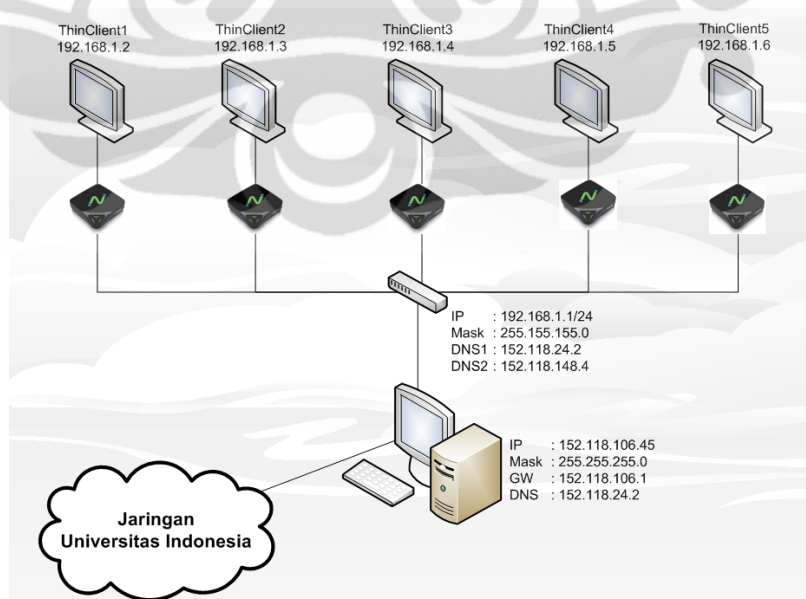 ThinClient1
192.168.1.2
ThinClient2
192.168.1.3
ThinClient3
192.168.1.4
ThinClient4
192.168.1.5
ThinClient5
192.168.1.6
IP : 192.168.1.1/24
Mask : 255.155.155.0
DNS1 : 152.118.24.2
DNS2 : 152.118.148.4
IP : 152.118.106.45
Mask : 255.255.255.0
GW : 152.118.106.1
DNS : 152.118.24.2
Jaringan
Universitas Indonesia